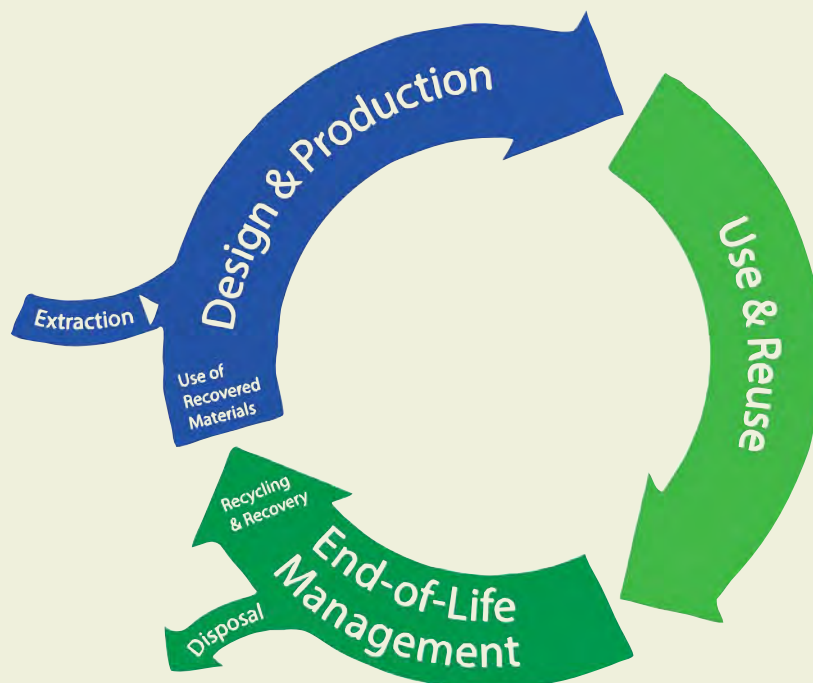 Design & Production
Extraction
Use of
Recovered
Materials
Use & Reuse
Recycling
& Recovery
End-of-Life
Management
Disposal